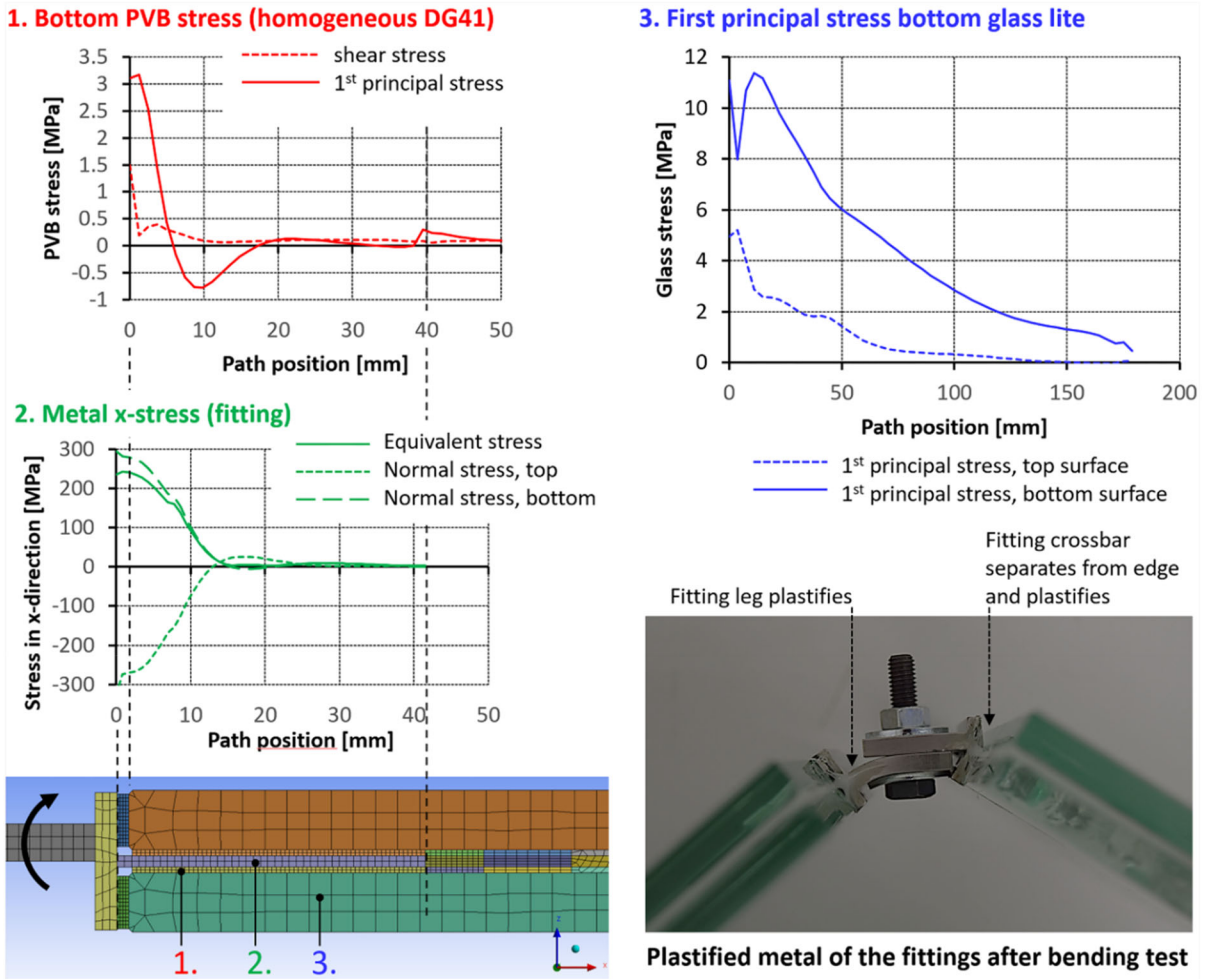 1. Bottom PVB stress (homogeneous DG41)
3.5
3
2.5
2
1.5
1
0.5
0
-0.5
-1
PVB stress [MPa]
shear stress
1st principal stress
0 10 20 30 40 50
Path position [mm]
2. Metal x-stress (fitting)
300
200
100
0
-100
-200
-300
Stress in x-direction [MPa]
Equivalent stress
Normal stress, top
Normal stress, bottom
0 10 20 30 40 50
Path position [mm]
1. 2. 3.
z
x
3. First principal stress bottom glass lite
12
10
8
6
4
2
0
Glass stress [MPa]
0 50 100 150 200
Path position [mm]
1st principal stress, top surface
1st principal stress, bottom surface
Fitting leg plastifies
Fitting crossbar
separates from edge
and plastifies
Plastified metal of the fittings after bending test